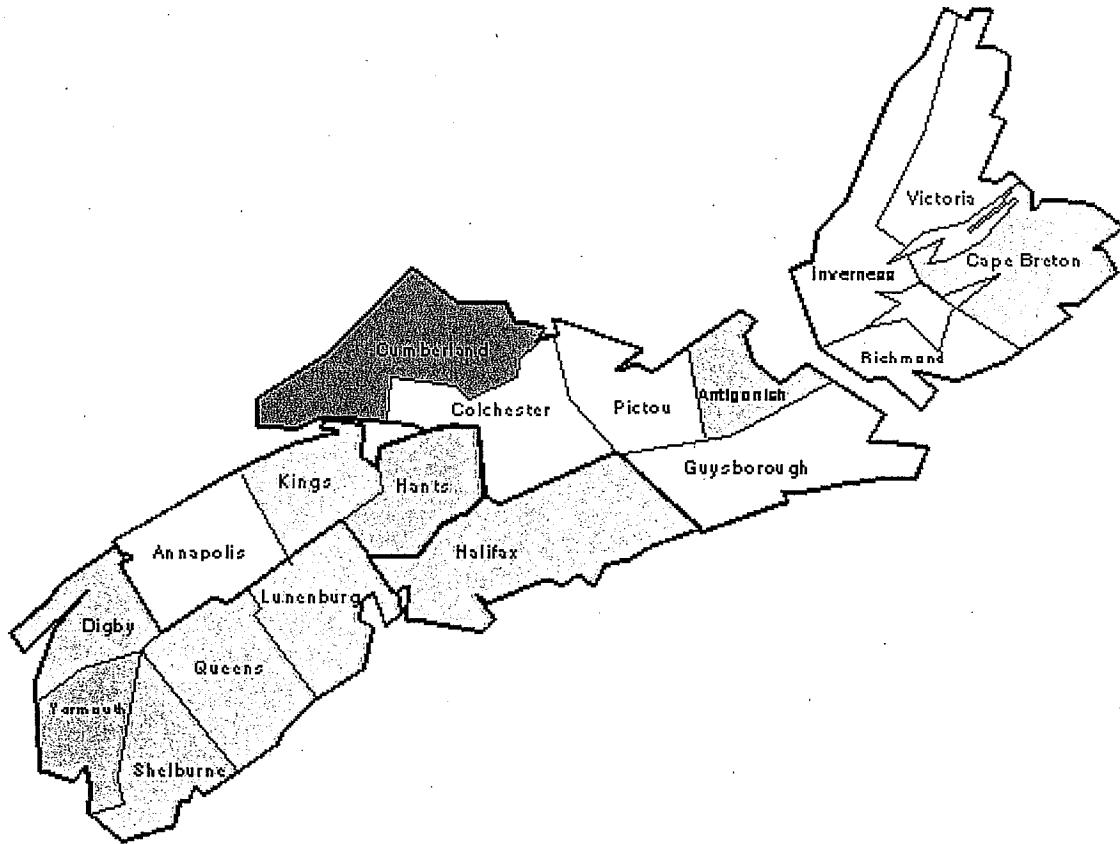 Victoria
Cape Breton
Inverness
Richmond
Cumberland
Colchester
Pictou
Antigonish
Guysborough
Kings
Hants
Halifax
Annapolis
Lunenburg
Digby
Queens
Yarmouth
Shelburne